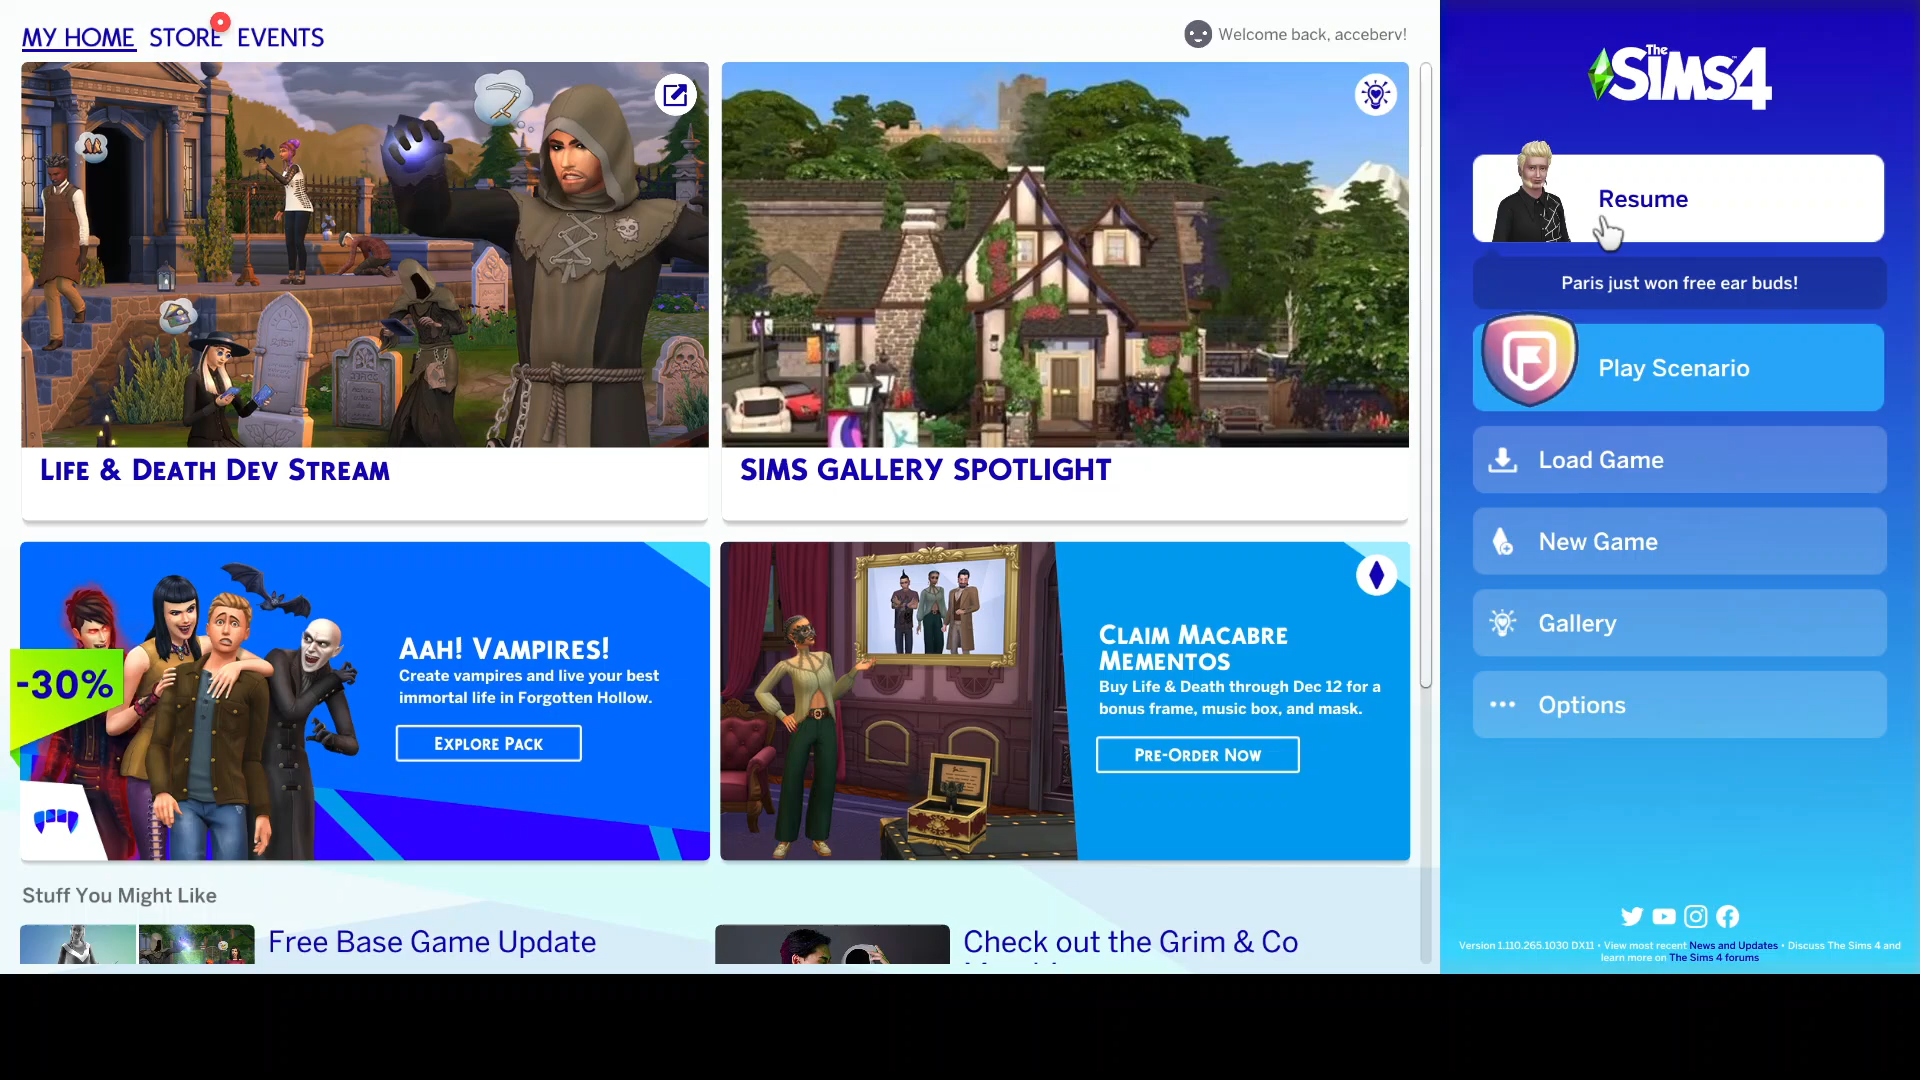 MY HOME STORE EVENTS
Welcome back, acceberv!
LIFE & DEATH DEV STREAM
SIMS GALLERY SPOTLIGHT
-30%
AAH! VAMPIRES!
Create vampires and live your best
immortal life in Forgotten Hollow.
EXPLORE PACK
CLAIM MACABRE
MEMENTOS
Buy Life & Death through Dec 12 for a
bonus frame, music box, and mask.
PRE-ORDER NOW
Stuff You Might Like
Free Base Game Update
Check out the Grim & Co
The SIMS 4
Resume
Paris just won free ear buds!
Play Scenario
Load Game
New Game
Gallery
Options
Version 1.110.265.1030 DX11 • View most recent News and Updates • Discuss The Sims 4 and
learn more on The Sims 4 forums